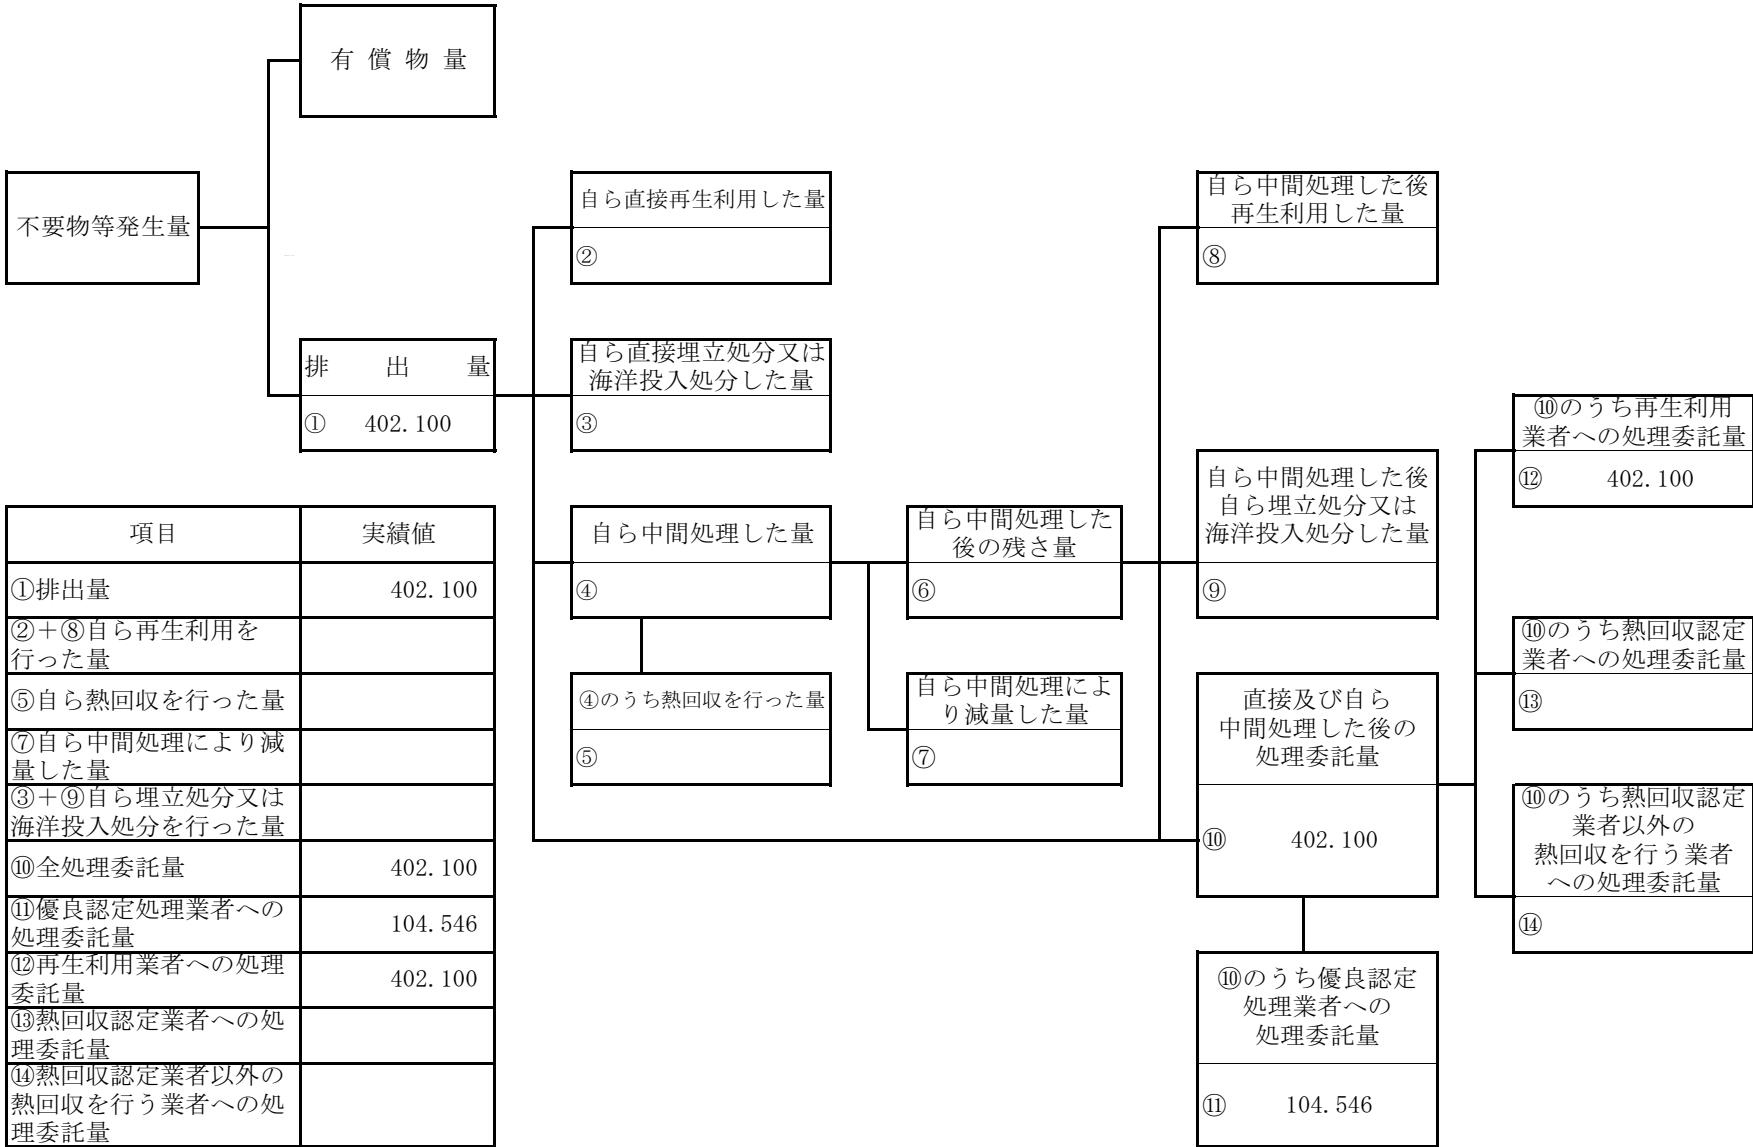 有償物量
不要物等発生量
排出量
① 402.100
自ら直接再生利用した量
②
自ら直接埋立処分又は
海洋投入処分した量
③
自ら中間処理した量
④
④のうち熱回収を行った量
⑤
自ら中間処理した
後の残さ量
⑥
自ら中間処理によ
り減量した量
⑦
自ら中間処理した後
再生利用した量
⑧
自ら中間処理した後
自ら埋立処分又は
海洋投入処分した量
⑨
直接及び自ら
中間処理した後の
処理委託量
⑩ 402.100
⑩のうち優良認定
処理業者への
処理委託量
⑪ 104.546
⑩のうち再生利用
業者への処理委託量
⑫ 402.100
⑩のうち熱回収認定
業者への処理委託量
⑬
⑩のうち熱回収認定
業者以外の
熱回収を行う業者
への処理委託量
⑭
項目 実績値
①排出量 402.100
②＋⑧自ら再生利用を
行った量
⑤自ら熱回収を行った量
⑦自ら中間処理により減
量した量
③＋⑨自ら埋立処分又は
海洋投入処分を行った量
⑩全処理委託量 402.100
⑪優良認定処理業者への
処理委託量 104.546
⑫再生利用業者への処理
委託量 402.100
⑬熱回収認定業者への処
理委託量
⑭熱回収認定業者以外の
熱回収を行う業者への処
理委託量